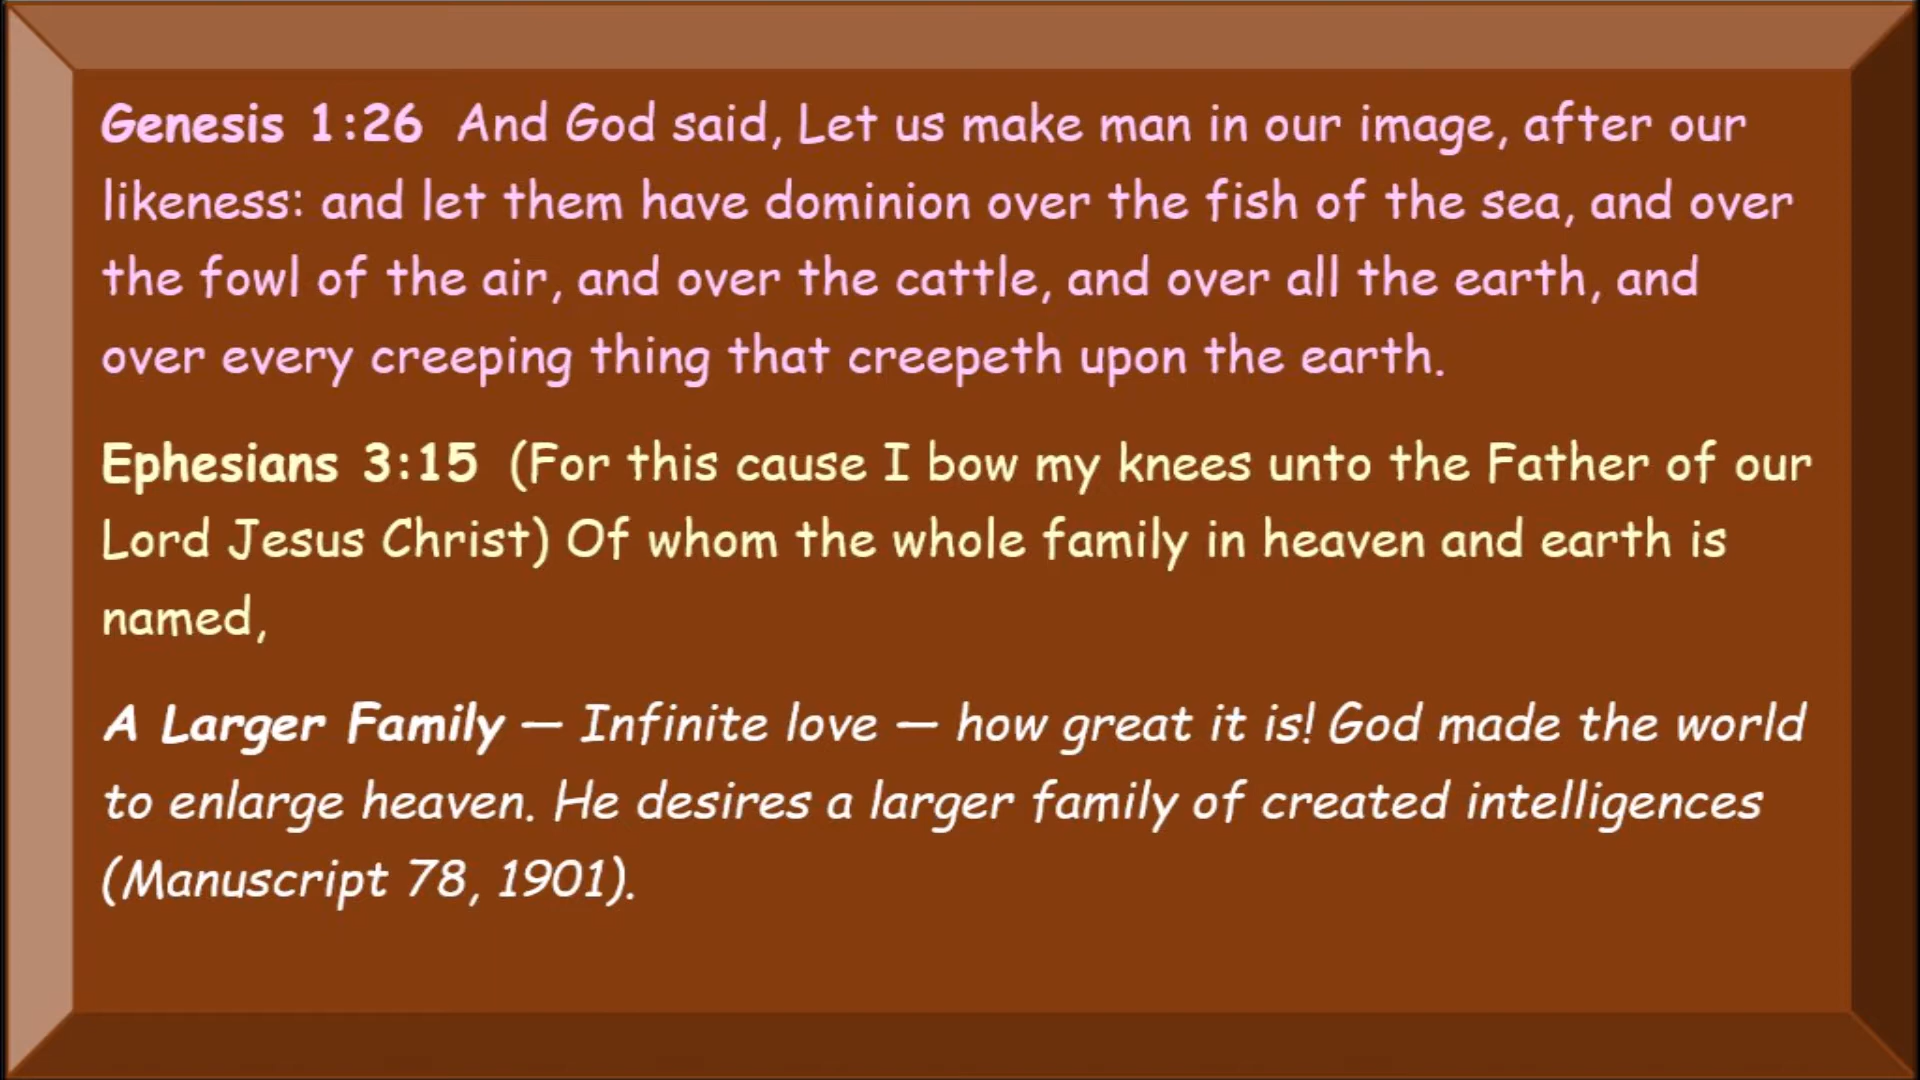 Genesis 1:26 And God said, Let us make man in our image, after our
likeness: and let them have dominion over the fish of the sea, and over
the fowl of the air, and over the cattle, and over all the earth, and
over every creeping thing that creepeth upon the earth.
Ephesians 3:15 (For this cause I bow my knees unto the Father of our
Lord Jesus Christ) Of whom the whole family in heaven and earth is
named,
A Larger Family — Infinite love — how great it is! God made the world
to enlarge heaven. He desires a larger family of created intelligences
(Manuscript 78, 1901).